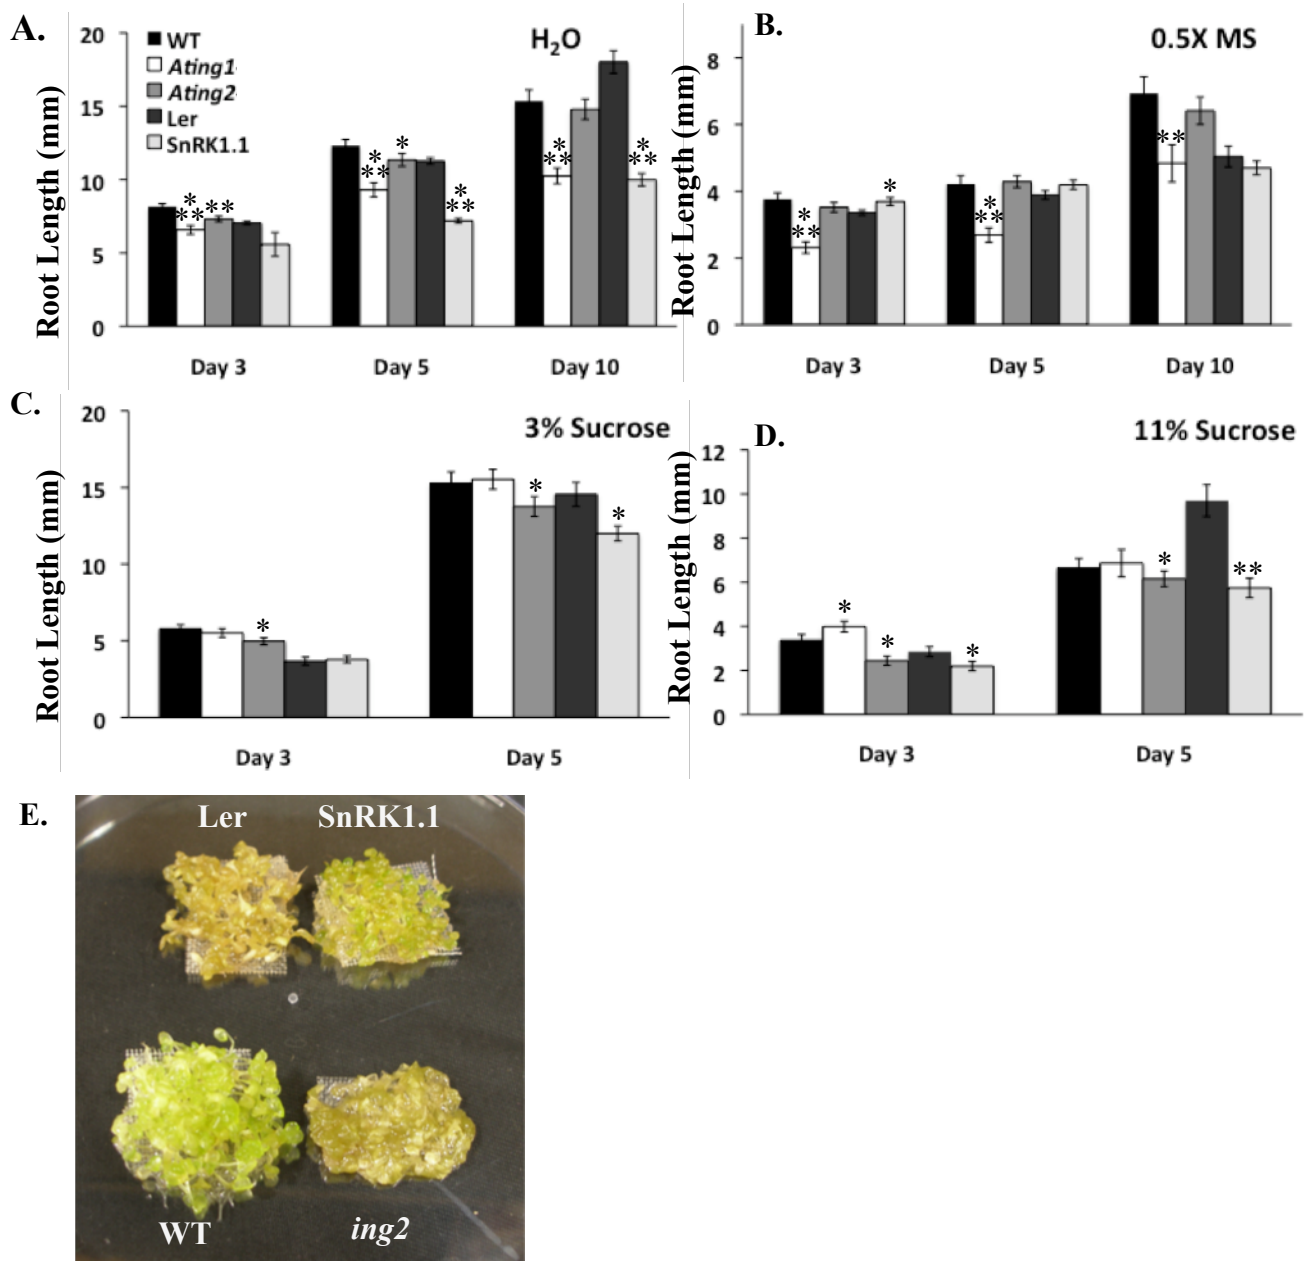 A.
H₂O
WT
Ating1
Ating2
Ler
SnRK1.1
Root Length (mm)
20
15
10
5
0
* **
**
* **
*
* **
* **
* **
Day 3
Day 5
Day 10
B.
0.5X MS
Root Length (mm)
8
6
4
2
0
* **
*
* **
**
Day 3
Day 5
Day 10
C.
3% Sucrose
Root Length (mm)
20
15
10
5
0
*
*
*
Day 3
Day 5
D.
11% Sucrose
Root Length (mm)
12
10
8
6
4
2
0
*
*
*
*
**
Day 3
Day 5
E.
Ler
SnRK1.1
WT
ing2